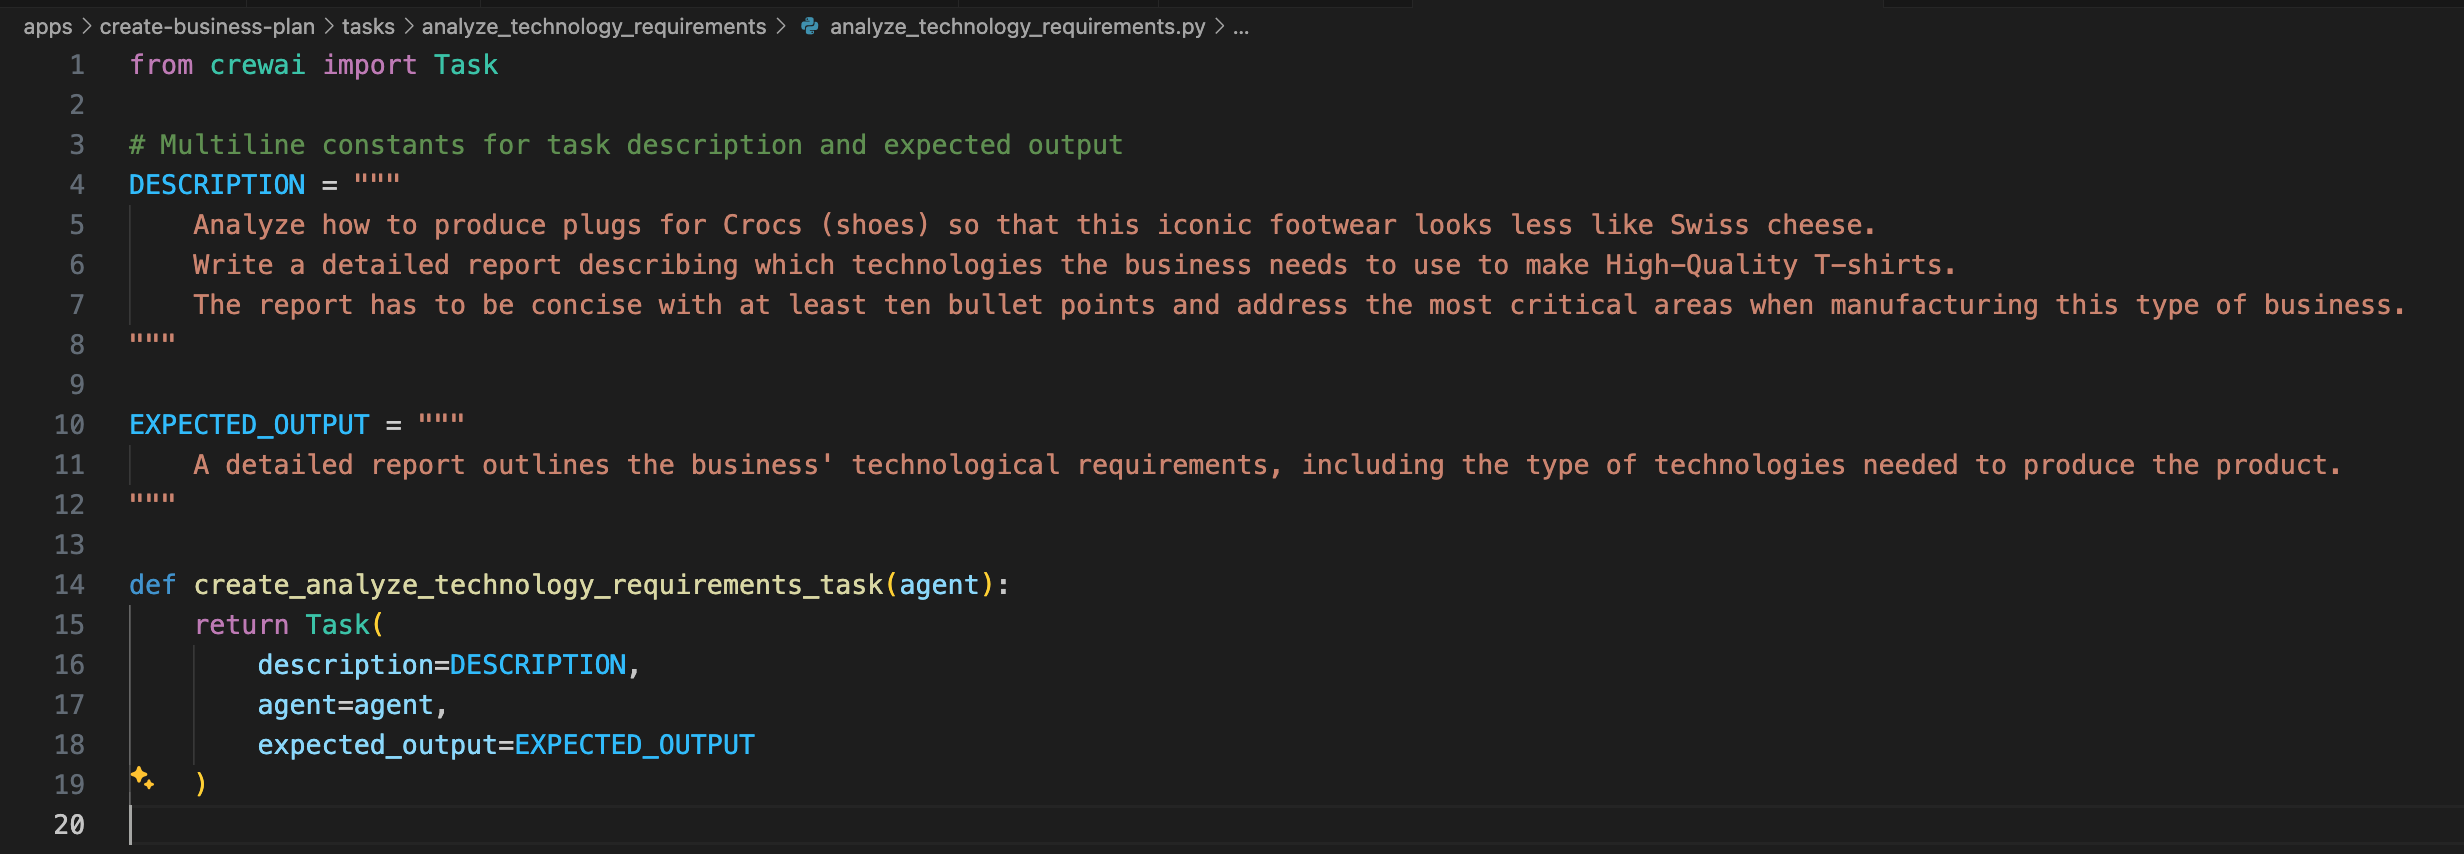 apps > create-business-plan > tasks > analyze_technology_requirements > analyze_technology_requirements.py > ...
1 from crewai import Task
2
3 # Multiline constants for task description and expected output
4 DESCRIPTION = """
5     Analyze how to produce plugs for Crocs (shoes) so that this iconic footwear looks less like Swiss cheese.
6     Write a detailed report describing which technologies the business needs to use to make High-Quality T-shirts.
7     The report has to be concise with at least ten bullet points and address the most critical areas when manufacturing this type of business.
8 """
9
10 EXPECTED_OUTPUT = """
11     A detailed report outlines the business' technological requirements, including the type of technologies needed to produce the product.
12 """
13
14 def create_analyze_technology_requirements_task(agent):
15     return Task(
16         description=DESCRIPTION,
17         agent=agent,
18         expected_output=EXPECTED_OUTPUT
19     )
20